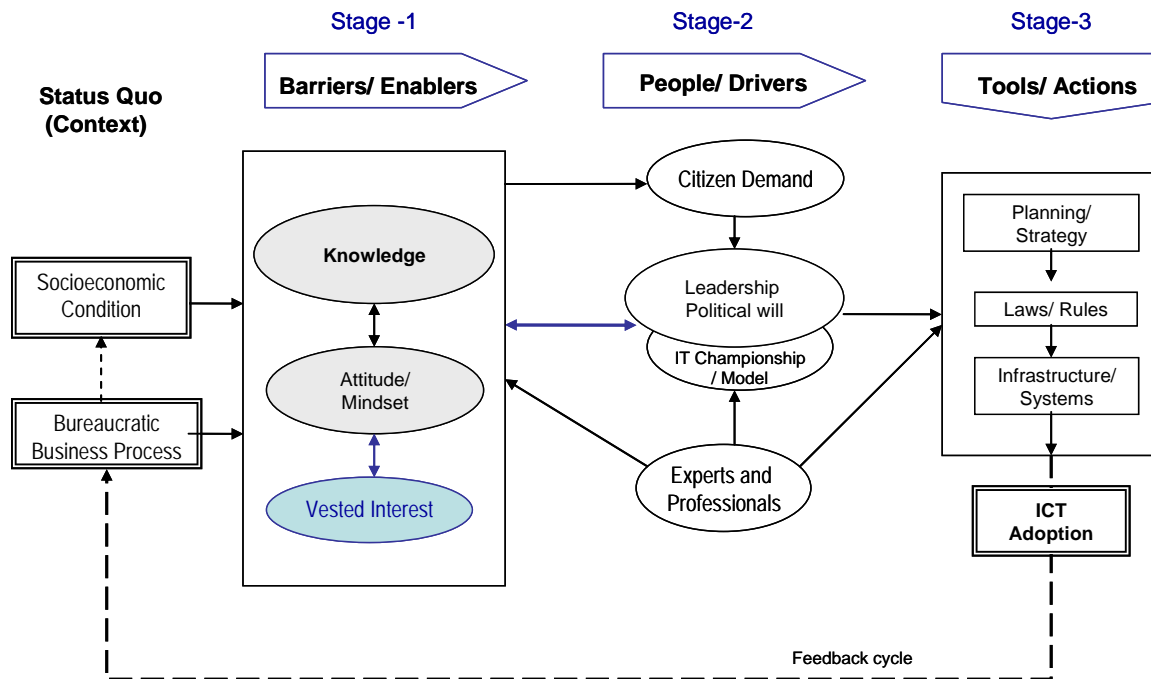 Stage -1
Stage-2
Stage-3
Barriers/ Enablers
People/ Drivers
Tools/ Actions
Status Quo
(Context)
Socioeconomic
Condition
Bureaucratic
Business Process
Knowledge
Attitude/
Mindset
Vested Interest
Citizen Demand
Leadership
Political will
IT Championship
/ Model
Experts and
Professionals
Planning/
Strategy
Laws/ Rules
Infrastructure/
Systems
ICT
Adoption
Feedback cycle